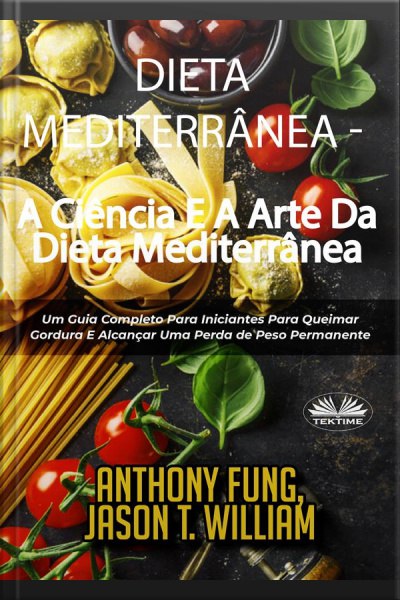 DIETA
MEDITERRÂNEA -
A Ciência E A Arte Da
Dieta Mediterrânea
Um Guia Completo Para Iniciantes Para Queimar
Gordura E Alcançar Uma Perda de Peso Permanente
TEKTIME
ANTHONY FUNG,
JASON T. WILLIAM